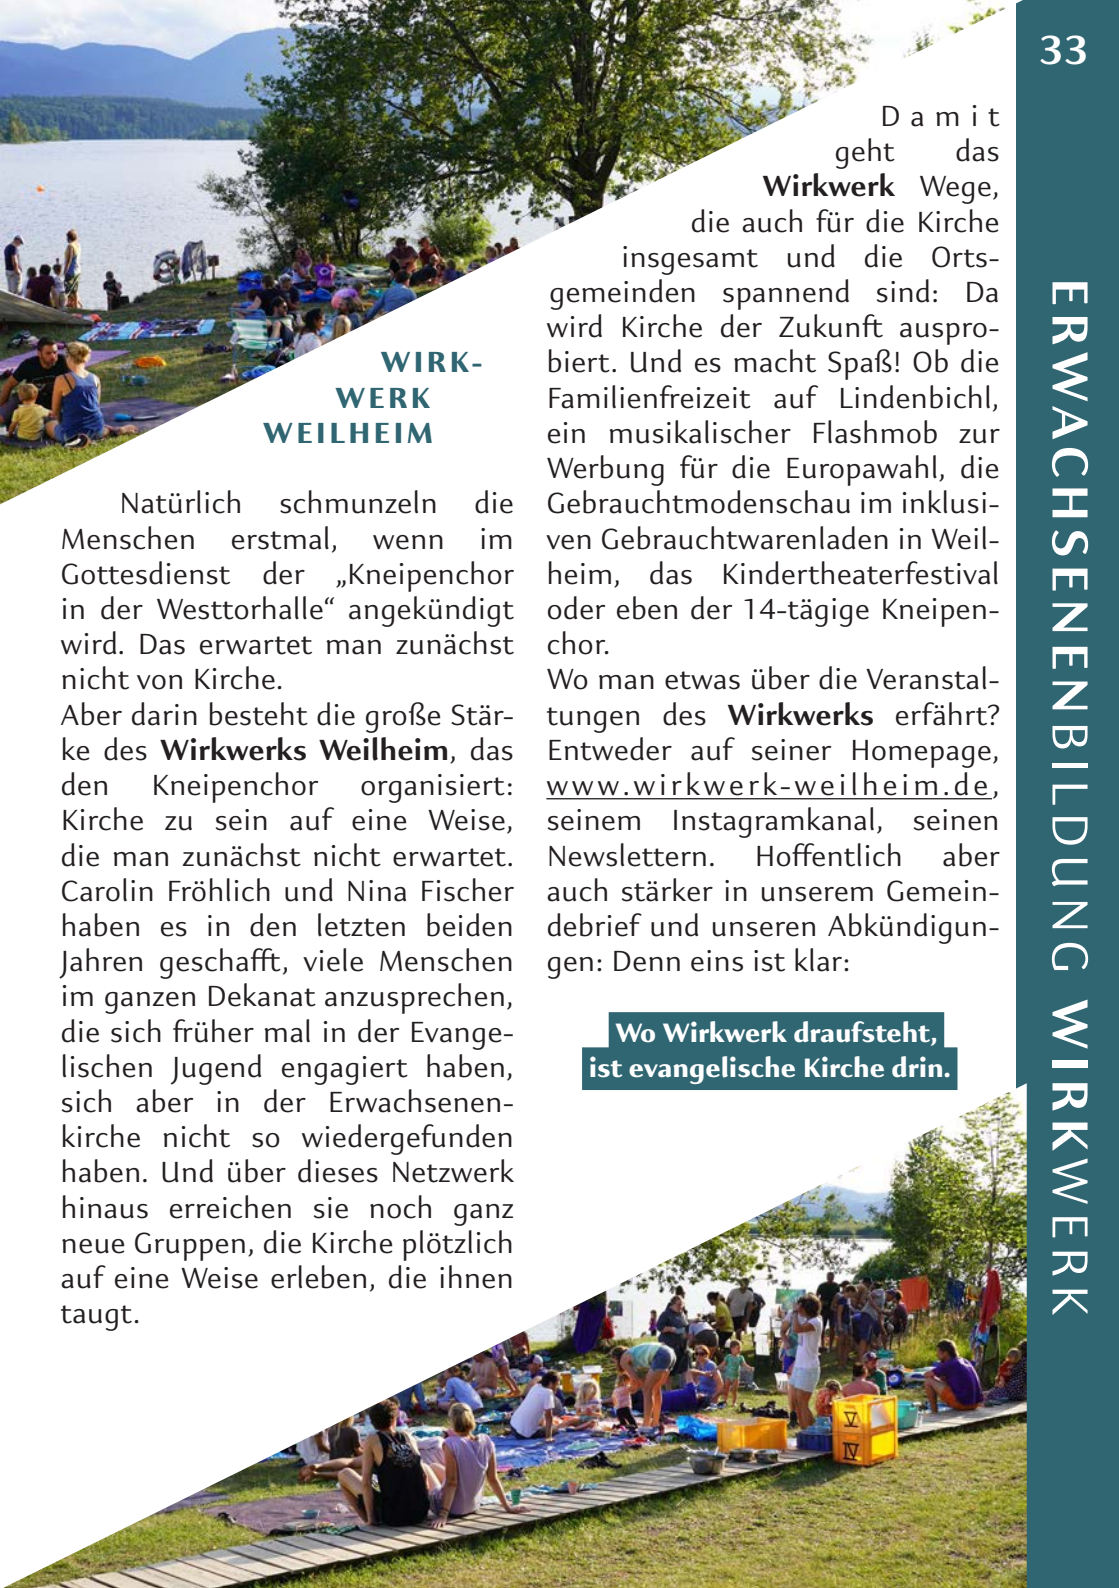 33
WIRK-
WERK
WEILHEIM
Natürlich schmunzeln die
Menschen erstmal, wenn im
Gottesdienst der „Kneipenchor
in der Westtorhalle“ angekündigt
wird. Das erwartet man zunächst
nicht von Kirche.
Aber darin besteht die große Stär-
ke des Wirkwerks Weilheim, das
den Kneipenchor organisiert:
Kirche zu sein auf eine Weise,
die man zunächst nicht erwartet.
Carolin Fröhlich und Nina Fischer
haben es in den letzten beiden
Jahren geschafft, viele Menschen
im ganzen Dekanat anzusprechen,
die sich früher mal in der Evange-
lischen Jugend engagiert haben,
sich aber in der Erwachsenen-
kirche nicht so wiedergefunden
haben. Und über dieses Netzwerk
hinaus erreichen sie noch ganz
neue Gruppen, die Kirche plötzlich
auf eine Weise erleben, die ihnen
taugt.
Damit
geht das
Wirkwerk Wege,
die auch für die Kirche
insgesamt und die Orts-
gemeinden spannend sind: Da
wird Kirche der Zukunft auspro-
biert. Und es macht Spaß! Ob die
Familienfreizeit auf Lindenbichl,
ein musikalischer Flashmob zur
Werbung für die Europawahl, die
Gebrauchtmodenschau im inklusi-
ven Gebrauchtwarenladen in Weil-
heim, das Kindertheaterfestival
oder eben der 14-tägige Kneipen-
chor.
Wo man etwas über die Veranstal-
tungen des Wirkwerks erfährt?
Entweder auf seiner Homepage,
www.wirkwerk-weilheim.de,
seinem Instagramkanal, seinen
Newslettern. Hoffentlich aber
auch stärker in unserem Gemein-
debrief und unseren Abkündigun-
gen: Denn eins ist klar:
Wo Wirkwerk draufsteht,
ist evangelische Kirche drin.
V
IV
ERWACHSENENBILDUNG WIRKWERK